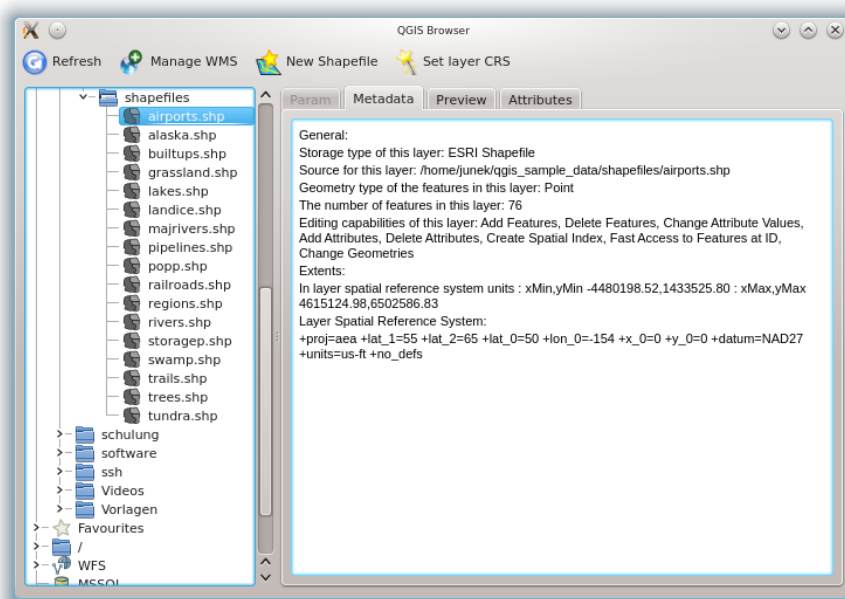 QGIS Browser
Refresh Manage WMS New Shapefile Set layer CRS
shapefiles
airports.shp
alaska.shp
builtups.shp
grassland.shp
lakes.shp
landice.shp
majrivers.shp
pipelines.shp
popp.shp
railroads.shp
regions.shp
rivers.shp
storagep.shp
swamp.shp
trails.shp
trees.shp
tundra.shp
schulung
software
ssh
Videos
Vorlagen
Favourites
/
WFS
MSSQL
Param Metadata Preview Attributes
General:
Storage type of this layer: ESRI Shapefile
Source for this layer: /home/junek/qgis_sample_data/shapefiles/airports.shp
Geometry type of the features in this layer: Point
The number of features in this layer: 76
Editing capabilities of this layer: Add Features, Delete Features, Change Attribute Values,
Add Attributes, Delete Attributes, Create Spatial Index, Fast Access to Features at ID,
Change Geometries
Extents:
In layer spatial reference system units : xMin,yMin -4480198.52,1433525.80 : xMax,yMax
4615124.98,6502586.83
Layer Spatial Reference System:
+proj=aea +lat_1=55 +lat_2=65 +lat_0=50 +lon_0=-154 +x_0=0 +y_0=0 +datum=NAD27
+units=us-ft +no_defs